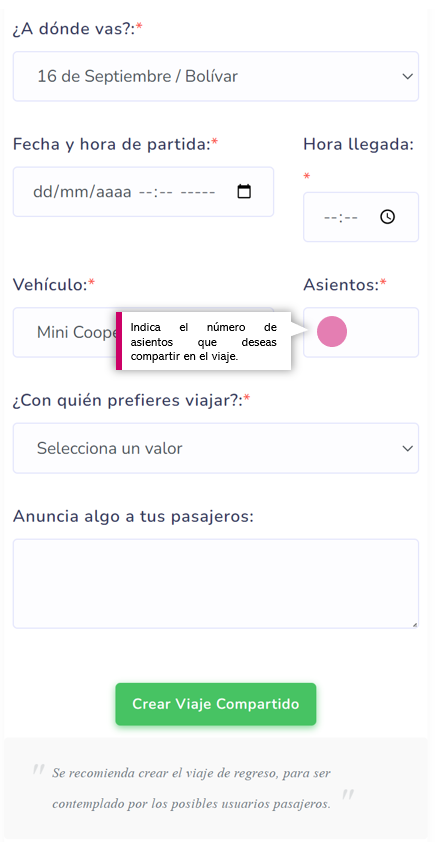 ¿A dónde vas?:*
16 de Septiembre / Bolívar
Fecha y hora de partida:*
Hora llegada:
*
dd/mm/aaaa --:-- -----
--:--
Vehículo:*
Asientos:*
Mini Coope
Indica el número de
asientos que deseas
compartir en el viaje.
¿Con quién prefieres viajar?:*
Selecciona un valor
Anuncia algo a tus pasajeros:
Crear Viaje Compartido
" Se recomienda crear el viaje de regreso, para ser
contemplado por los posibles usuarios pasajeros. "